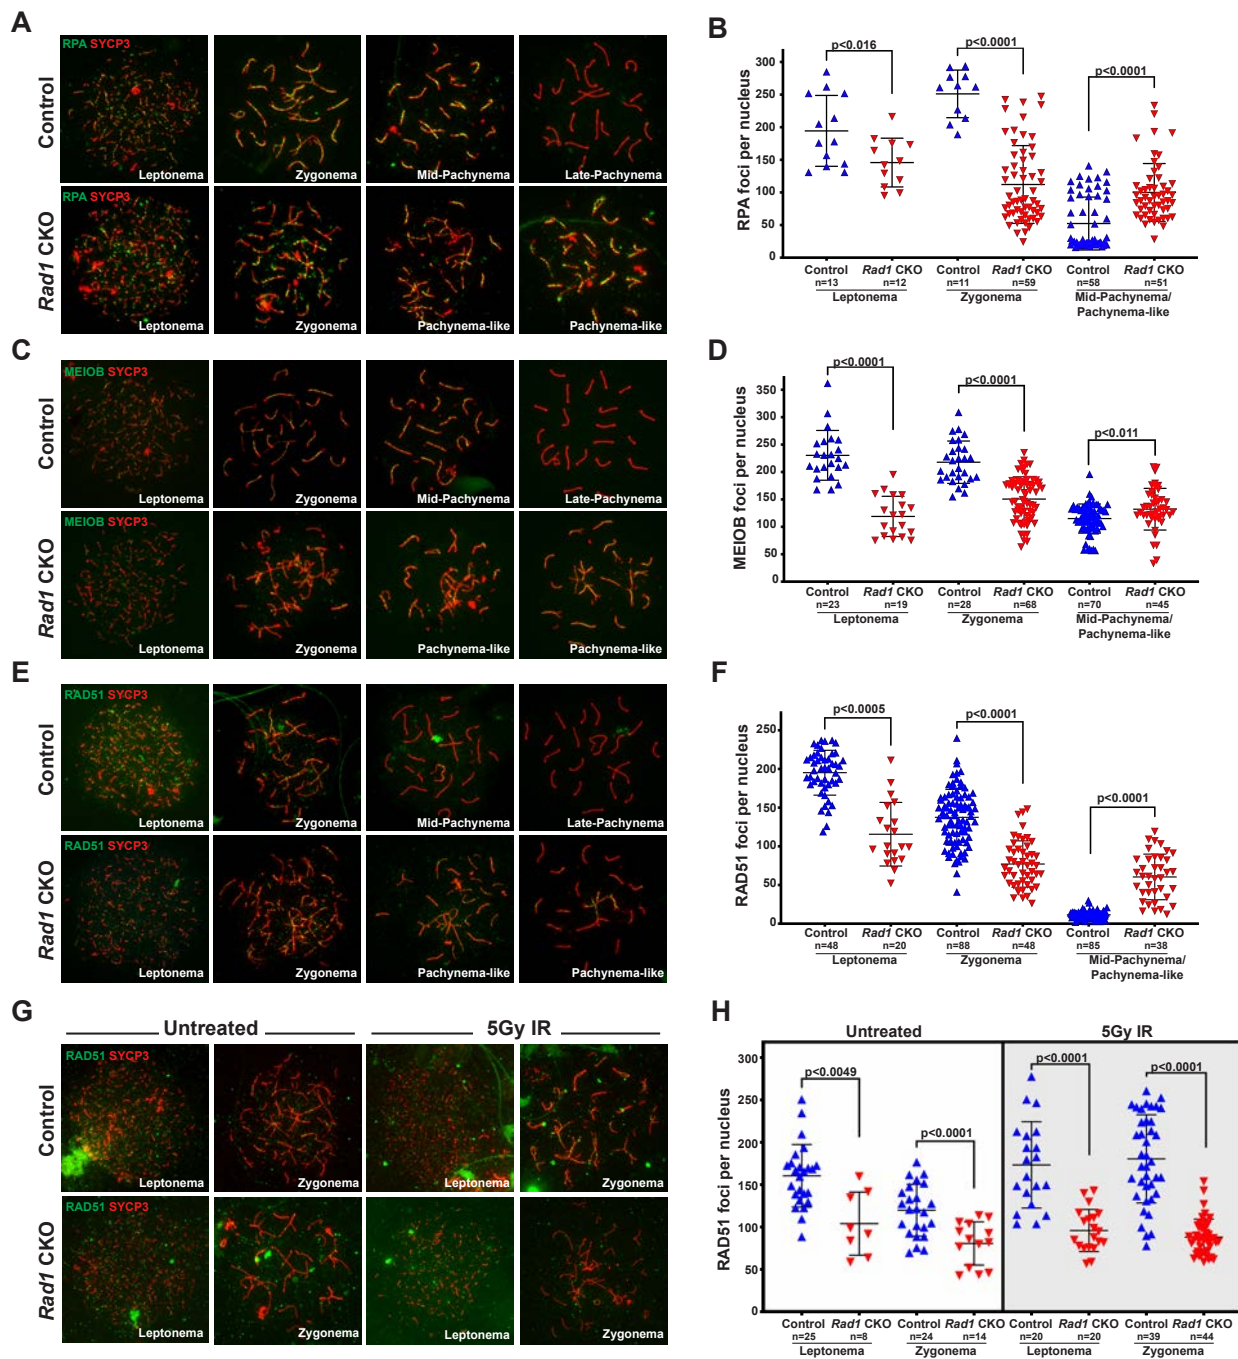 A
RPA SYCP3
Control
Leptonema
Zygonema
Mid-Pachynema
Late-Pachynema
RPA SYCP3
Rad1 CKO
Leptonema
Zygonema
Pachynema-like
Pachynema-like
B
p<0.016
p<0.0001
p<0.0001
RPA foci per nucleus
300
250
200
150
100
50
0
Control Rad1 CKO Control Rad1 CKO Control Rad1 CKO
n=13 n=12 n=11 n=59 n=58 n=51
Leptonema Zygonema Mid-Pachynema/
Pachynema-like
C
MEIOB SYCP3
Control
Leptonema
Zygonema
Mid-Pachynema
Late-Pachynema
MEIOB SYCP3
Rad1 CKO
Leptonema
Zygonema
Pachynema-like
Pachynema-like
D
p<0.0001
p<0.0001
p<0.011
MEIOB foci per nucleus
350
300
250
200
150
100
50
0
Control Rad1 CKO Control Rad1 CKO Control Rad1 CKO
n=23 n=19 n=28 n=68 n=70 n=45
Leptonema Zygonema Mid-Pachynema/
Pachynema-like
E
RAD51 SYCP3
Control
Leptonema
Zygonema
Mid-Pachynema
Late-Pachynema
RAD51 SYCP3
Rad1 CKO
Leptonema
Zygonema
Pachynema-like
Pachynema-like
F
p<0.0005
p<0.0001
p<0.0001
RAD51 foci per nucleus
250
200
150
100
50
0
Control Rad1 CKO Control Rad1 CKO Control Rad1 CKO
n=48 n=20 n=88 n=48 n=85 n=38
Leptonema Zygonema Mid-Pachynema/
Pachynema-like
G
Untreated 5Gy IR
RAD51 SYCP3
Control
Leptonema
Zygonema
Leptonema
Zygonema
RAD51 SYCP3
Rad1 CKO
Leptonema
Zygonema
Leptonema
Zygonema
H
Untreated 5Gy IR
p<0.0049
p<0.0001
p<0.0001
p<0.0001
RAD51 foci per nucleus
300
250
200
150
100
50
0
Control Rad1 CKO Control Rad1 CKO Control Rad1 CKO Control Rad1 CKO
n=25 n=8 n=24 n=14 n=20 n=20 n=39 n=44
Leptonema Zygonema Leptonema Zygonema